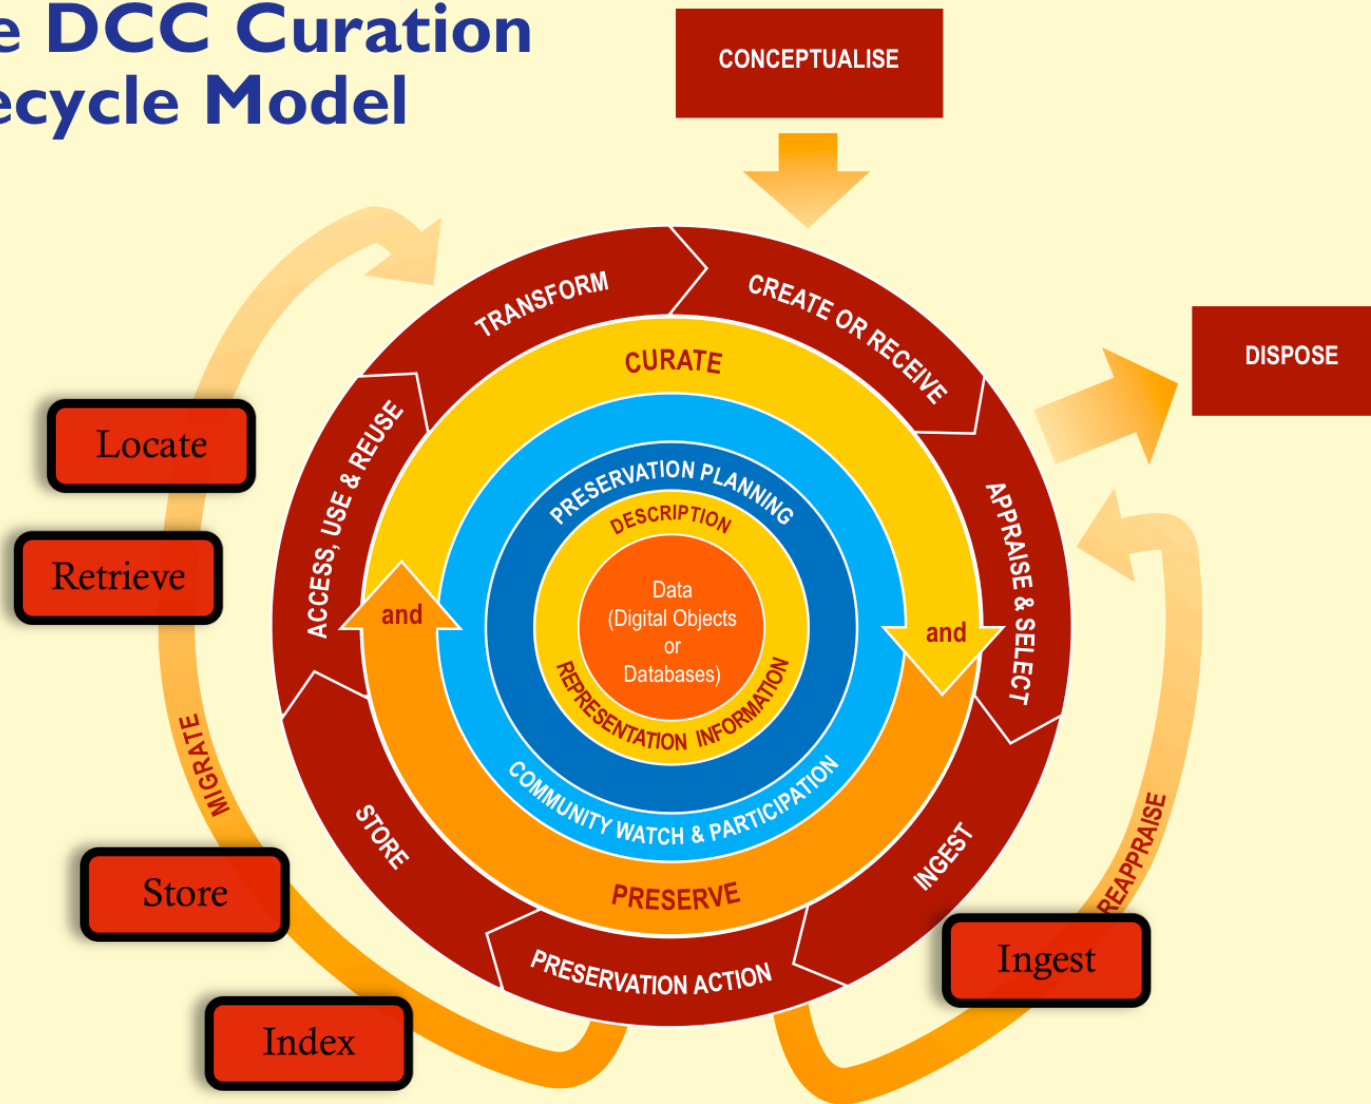 e DCC Curation
ecycle Model
CONCEPTUALISE
DISPOSE
TRANSFORM
CREATE OR RECEIVE
APPRAISE & SELECT
INGEST
PRESERVATION ACTION
STORE
ACCESS, USE & REUSE
CURATE
and
PRESERVE
and
COMMUNITY WATCH & PARTICIPATION
PRESERVATION PLANNING
DESCRIPTION
REPRESENTATION INFORMATION
Data
(Digital Objects
or
Databases)
MIGRATE
REAPPRAISE
Locate
Retrieve
Store
Index
Ingest